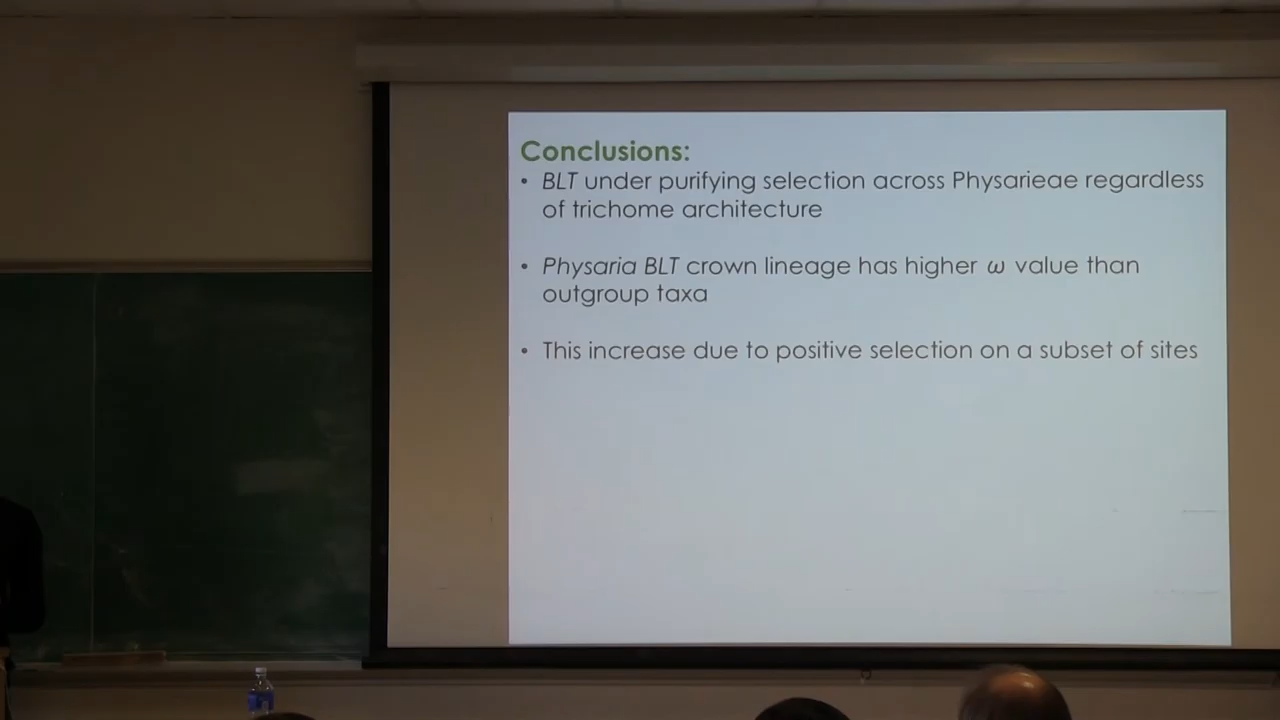 Conclusions:
• BLT under purifying selection across Physarieae regardless
of trichome architecture
• Physaria BLT crown lineage has higher ω value than
outgroup taxa
• This increase due to positive selection on a subset of sites